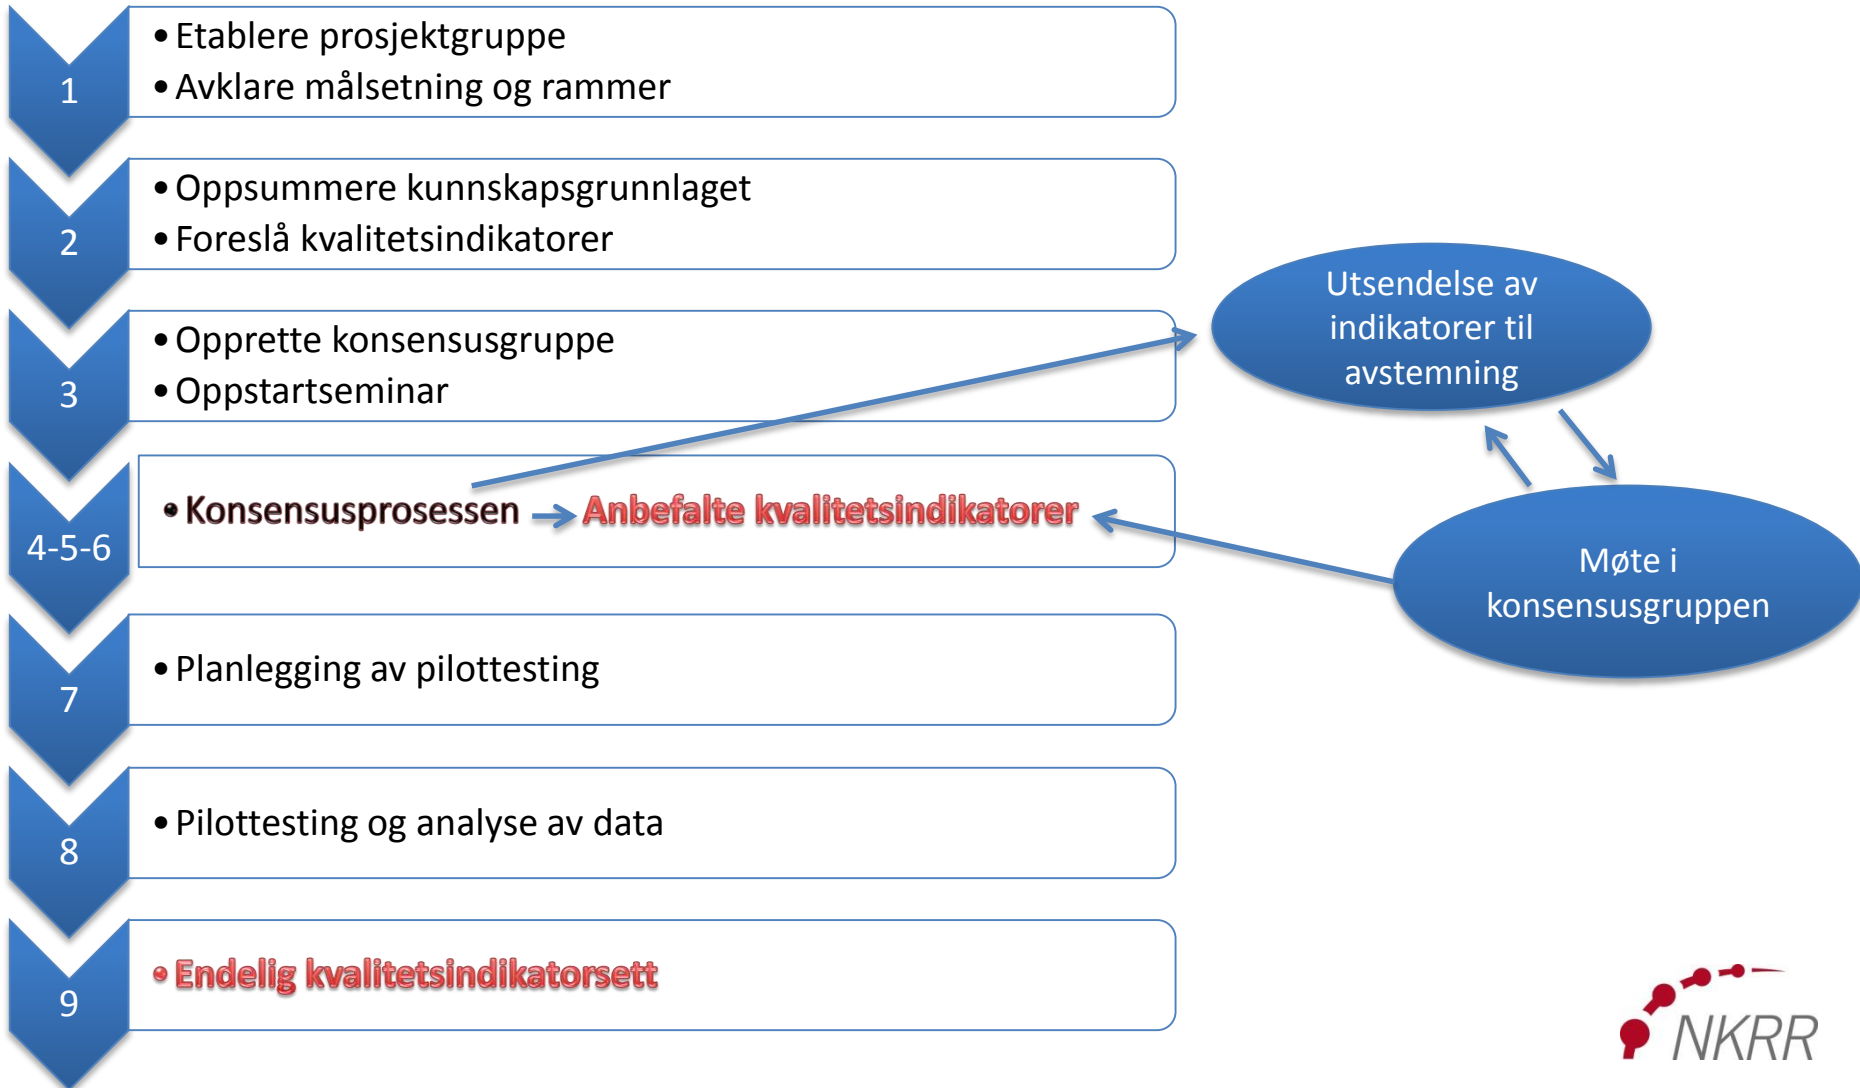 1
• Etablere prosjektgruppe
• Avklare målsetning og rammer
2
• Oppsummere kunnskapsgrunnlaget
• Foreslå kvalitetsindikatorer
3
• Opprette konsensusgruppe
• Oppstartseminar
4-5-6
• Konsensusprosessen → Anbefalte kvalitetsindikatorer
7
• Planlegging av pilottesting
8
• Pilottesting og analyse av data
9
• Endelig kvalitetsindikatorsett
Utsendelse av
indikatorer til
avstemning
Møte i
konsensusgruppen
NKRR